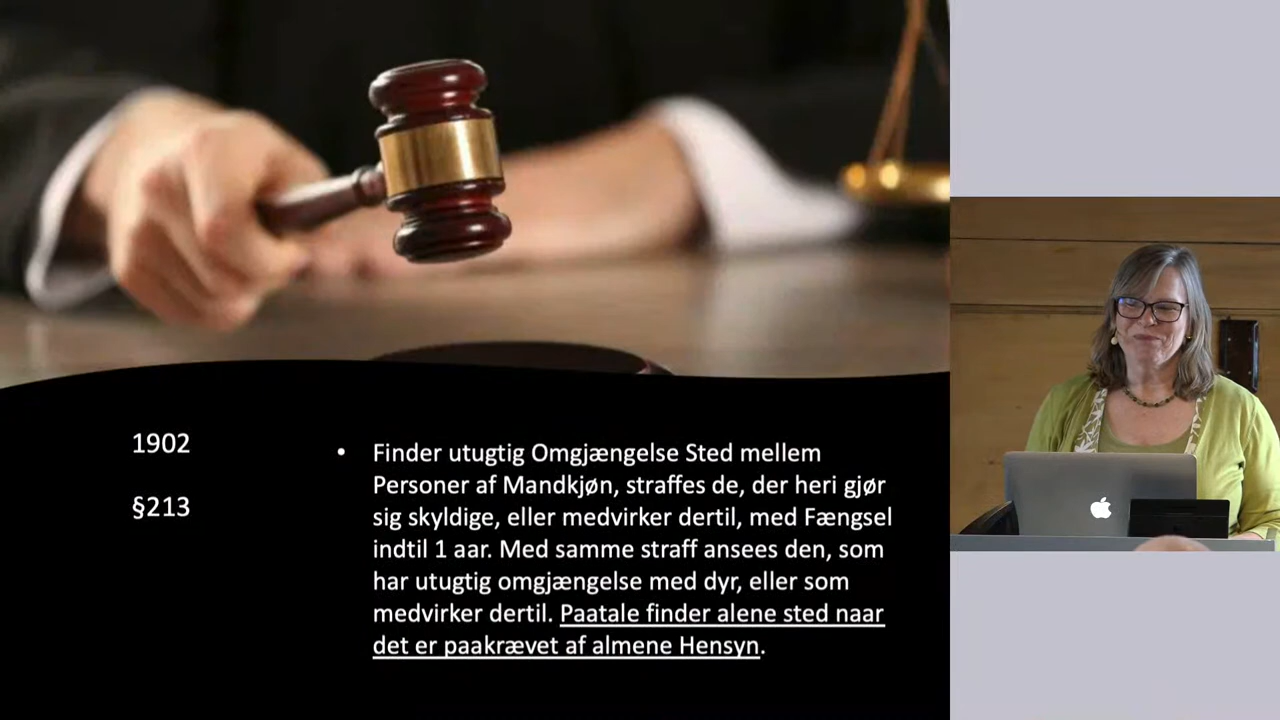 1902
§213
• Finder utugtig Omgjængelse Sted mellem
Personer af Mandkjøn, straffes de, der heri gjør
sig skyldige, eller medvirker dertil, med Fængsel
indtil 1 aar. Med samme straff ansees den, som
har utugtig omgjængelse med dyr, eller som
medvirker dertil. Paatale finder alene sted naar
det er paakrævet af almene Hensyn.